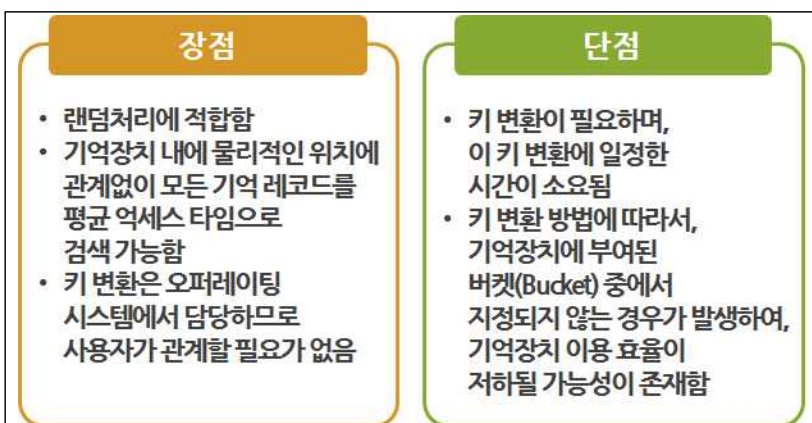 장점
• 랜덤처리에 적합함
• 기억장치 내에 물리적인 위치에
관계없이 모든 기억 레코드를
평균 억세스 타임으로
검색 가능함
• 키 변환은 오퍼레이팅
시스템에서 담당하므로
사용자가 관계할 필요가 없음
단점
• 키 변환이 필요하며,
이 키 변환에 일정한
시간이 소요됨
• 키 변환 방법에 따라서,
기억장치에 부여된
버켓(Bucket) 중에서
지정되지 않는 경우가 발생하여,
기억장치 이용 효율이
저하될 가능성이 존재함